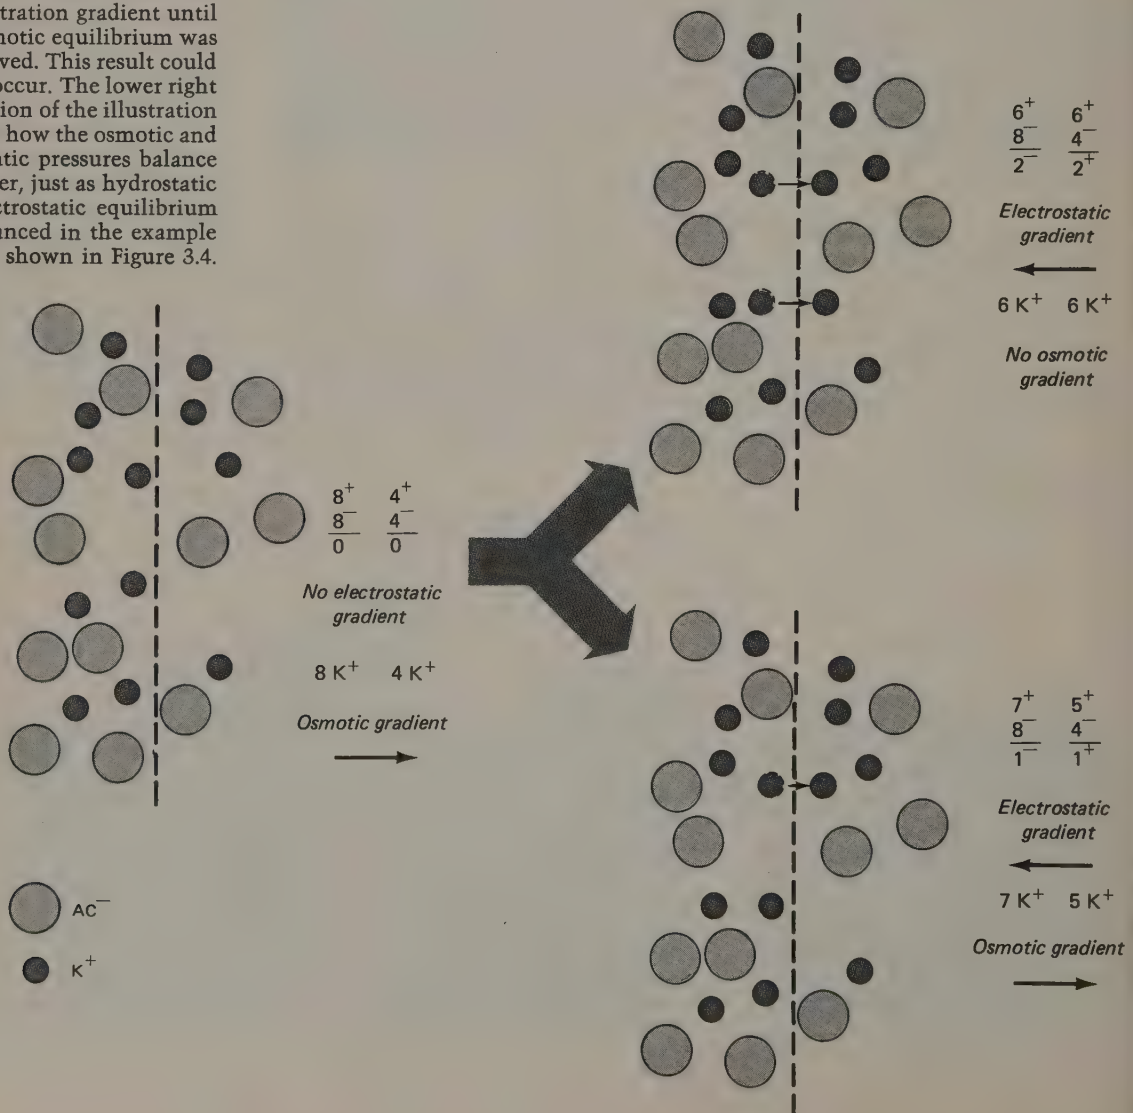 tration gradient until
notic equilibrium was
ved. This result could
occur. The lower right
ion of the illustration
how the osmotic and
tic pressures balance
er, just as hydrostatic
trostatic equilibrium
nced in the example
shown in Figure 3.4.
8+ 4+
8− 4−
0 0
No electrostatic
gradient
8 K+ 4 K+
Osmotic gradient
AC−
K+
6+ 6+
8− 4−
2− 2+
Electrostatic
gradient
6 K+ 6 K+
No osmotic
gradient
7+ 5+
8− 4−
1− 1+
Electrostatic
gradient
7 K+ 5 K+
Osmotic gradient